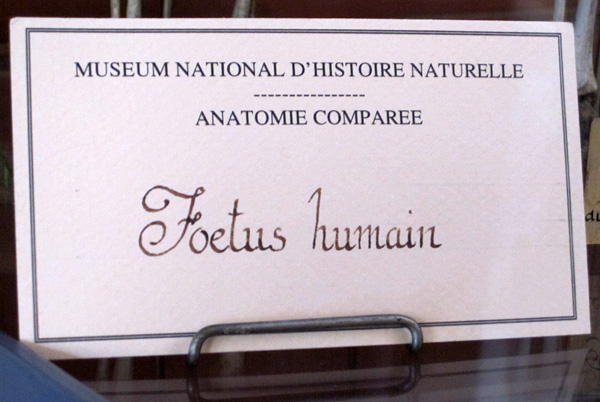 MUSEUM NATIONAL D'HISTOIRE NATURELLE
----------------
ANATOMIE COMPAREE
Foetus humain